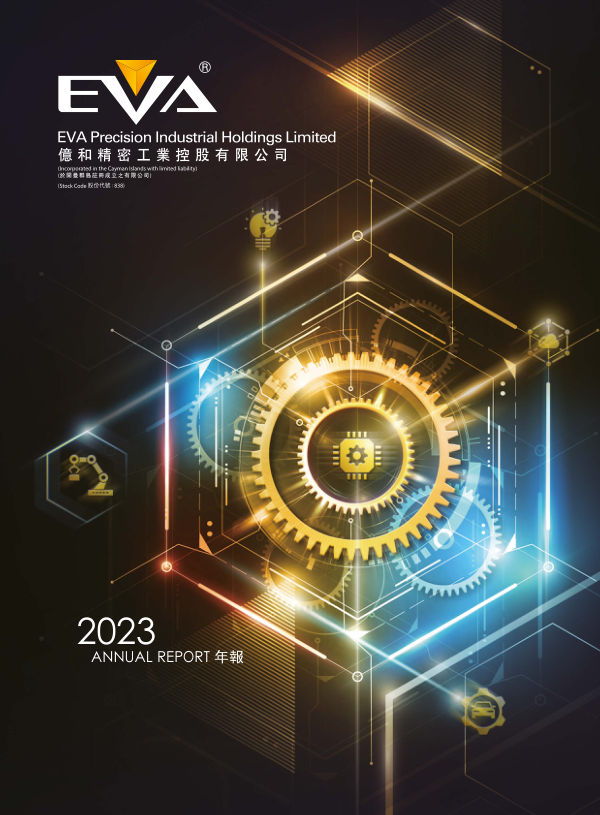 EVA®
EVA Precision Industrial Holdings Limited
億和精密工業控股有限公司
(Incorporated in the Cayman Islands with limited liability)
(於開曼群島註冊成立之有限公司)
(Stock Code 股份代號 : 838)
2023
ANNUAL REPORT 年報